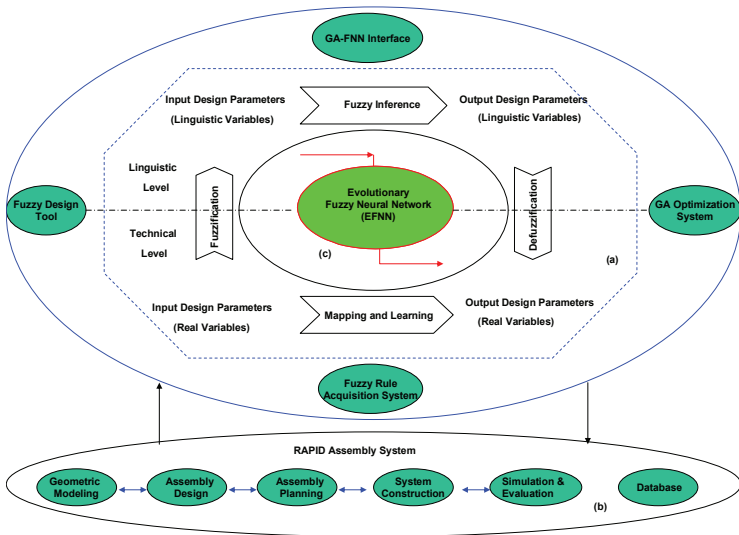 GA-FNN Interface
Input Design Parameters
(Linguistic Variables)
Fuzzy Inference
Output Design Parameters
(Linguistic Variables)
Linguistic
Level
Fuzzification
Evolutionary
Fuzzy Neural Network
(EFNN)
Defuzzification
Fuzzy Design
Tool
GA Optimization
System
Technical
Level
(c)
(a)
Input Design Parameters
(Real Variables)
Mapping and Learning
Output Design Parameters
(Real Variables)
Fuzzy Rule
Acquisition System
RAPID Assembly System
Geometric
Modeling
Assembly
Design
Assembly
Planning
System
Construction
Simulation &
Evaluation
Database
(b)